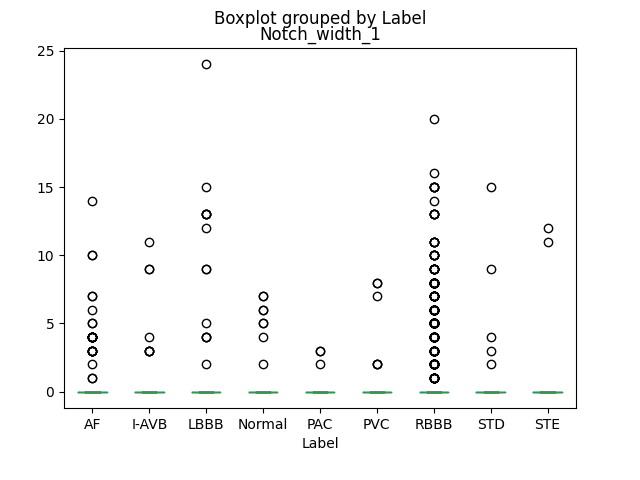 Boxplot grouped by Label
Notch_width_1
25
20
15
10
5
0
AF I-AVB LBBB Normal PAC PVC RBBB STD STE
Label